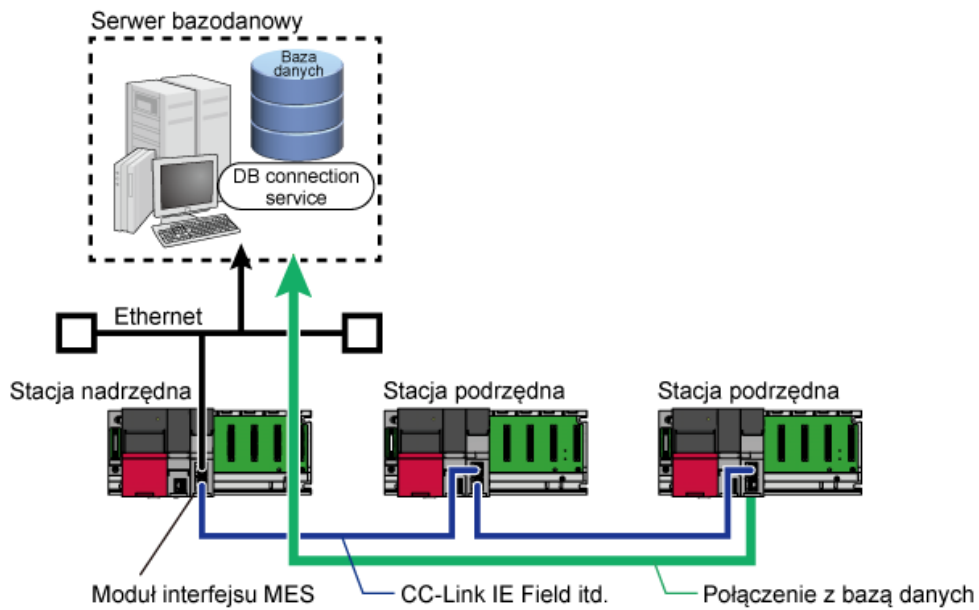 Serwer bazodanowy
Baza
danych
DB connection
service
Ethernet
Stacja nadrzędna
Stacja podrzędna
Stacja podrzędna
Moduł interfejsu MES
CC-Link IE Field itd.
Połączenie z bazą danych